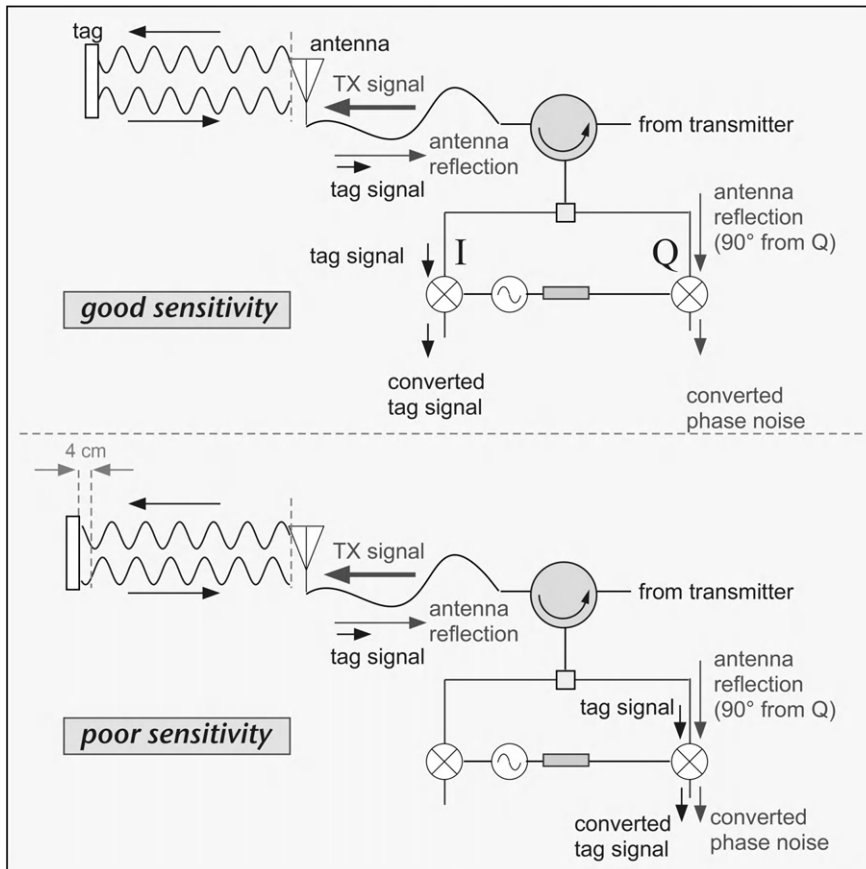 tag
antenna
TX signal
from transmitter
antenna
reflection
tag signal
antenna
reflection
(90° from Q)
tag signal
I
Q
good sensitivity
converted
tag signal
converted
phase noise
4 cm
TX signal
from transmitter
antenna
reflection
tag signal
antenna
reflection
(90° from Q)
tag signal
poor sensitivity
converted
tag signal
converted
phase noise